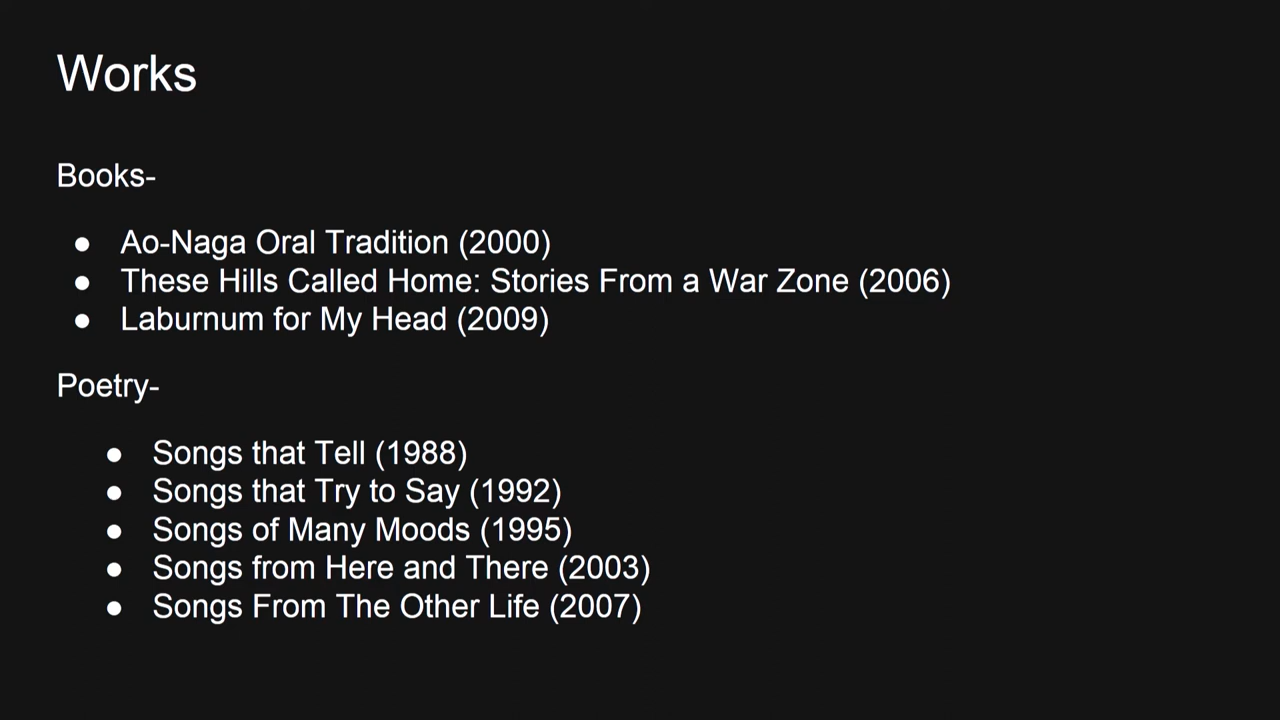 Works
Books-
● Ao-Naga Oral Tradition (2000)
● These Hills Called Home: Stories From a War Zone (2006)
● Laburnum for My Head (2009)
Poetry-
● Songs that Tell (1988)
● Songs that Try to Say (1992)
● Songs of Many Moods (1995)
● Songs from Here and There (2003)
● Songs From The Other Life (2007)